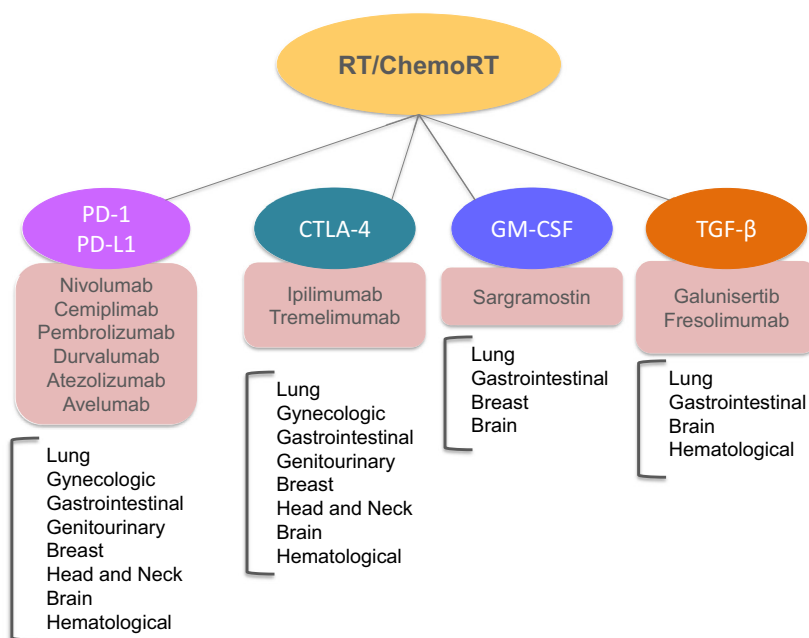 RT/ChemoRT
PD-1
PD-L1
Nivolumab
Cemiplimab
Pembrolizumab
Durvalumab
Atezolizumab
Avelumab
Lung
Gynecologic
Gastrointestinal
Genitourinary
Breast
Head and Neck
Brain
Hematological
CTLA-4
Ipilimumab
Tremelimumab
Lung
Gynecologic
Gastrointestinal
Genitourinary
Breast
Head and Neck
Brain
Hematological
GM-CSF
Sargramostin
Lung
Gastrointestinal
Breast
Brain
TGF-β
Galunisertib
Fresolimumab
Lung
Gastrointestinal
Brain
Hematological